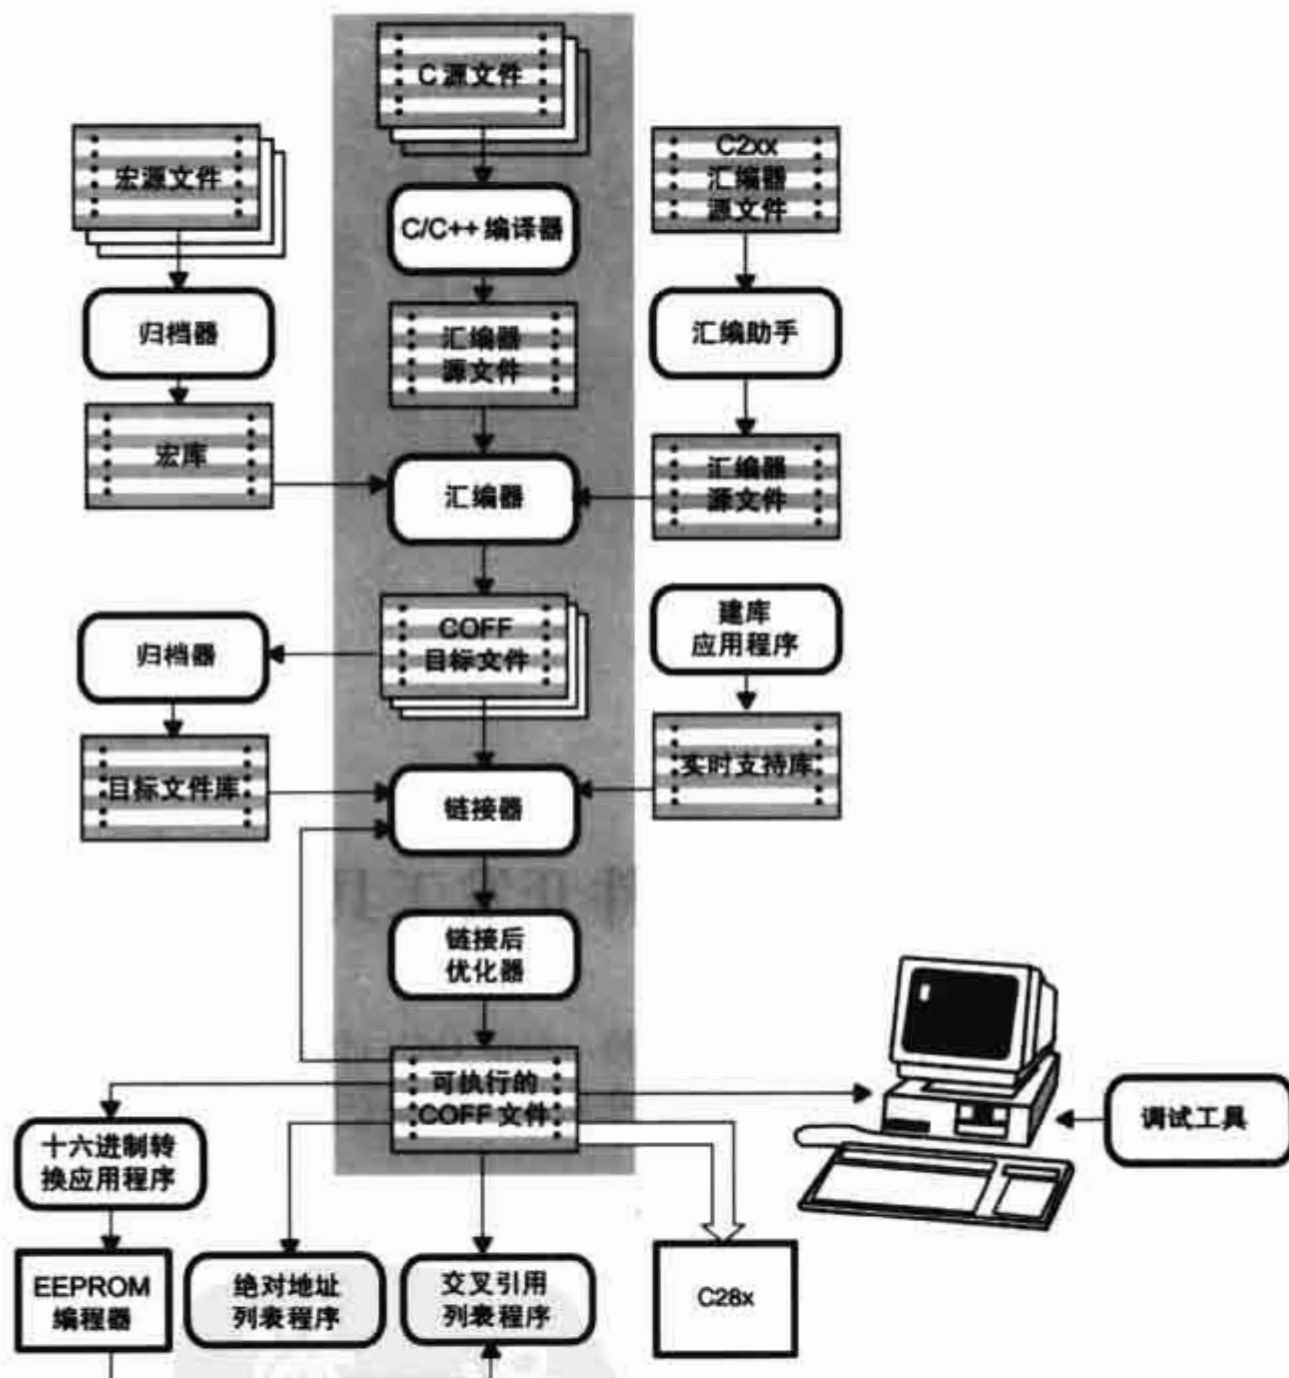 C 源文件
宏源文件
C2xx
汇编器
源文件
C/C++ 编译器
归档器
汇编器
源文件
汇编助手
宏库
汇编器
汇编器
源文件
归档器
COFF
目标文件
建库
应用程序
目标文件库
链接器
实时支持库
链接后
优化器
可执行的
COFF 文件
调试工具
十六进制转
换应用程序
EEPROM
编程器
绝对地址
列表程序
交叉引用
列表程序
C28x